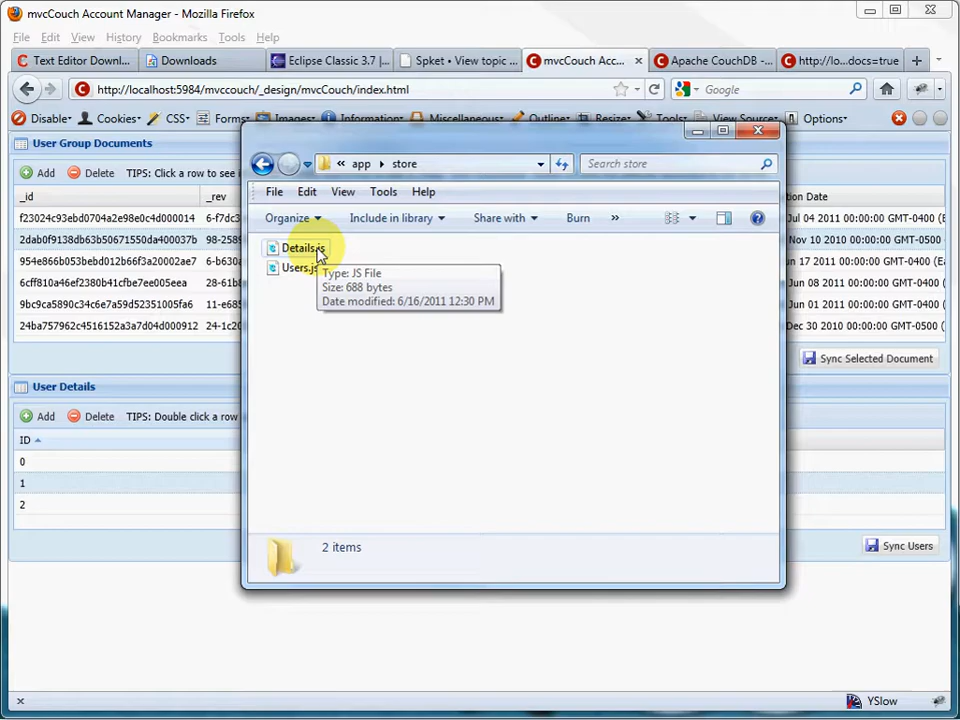 mvcCouch Account Manager - Mozilla Firefox
File Edit View History Bookmarks Tools Help
Text Editor Downl... Downloads Eclipse Classic 3.7 |... Spket • View topic ... mvcCouch Acc... Apache CouchDB -... http://lo...docs=true
http://localhost:5984/mvccouch/_design/mvcCouch/index.html Google
Disable Cookies CSS Forms Images Information Miscellaneous Outline Resize Tools View Source Options
User Group Documents
Add Delete TIPS: Click a row to see i
_id _rev n Date
f23024c93ebd0704a2e98e0c4d000014 6-f7dc3 Jul 04 2011 00:00:00 GMT-0400
2dab0f9138db63b50671550da400037b 98-2589 Nov 10 2010 00:00:00 GMT-0500
954e866b053ebd912b66f3a20002ae7 6-b630a 00:00:00 GMT-0400
6cff810a46ef2380441cfe7ea5d05eee 28-61b8 Jun 08 2011 00:00:00 GMT-0400
9bc9ca5890c34c6e7a59d5232645e005 11-e685 Jun 01 2011 00:00:00 GMT-0400
24ba757962c4516152a3a7d04a002046 24-1c20 Dec 30 2010 00:00:00 GMT-0500
Sync Selected Document
User Details
Add Delete TIPS: Double click a row
ID
0
1
2
Sync Users
app store Search store
File Edit View Tools Help
Organize Include in library Share with Burn »
Details.js
Users.js
Type: JS File
Size: 688 bytes
Date modified: 6/16/2011 12:30 PM
2 items
YSlow